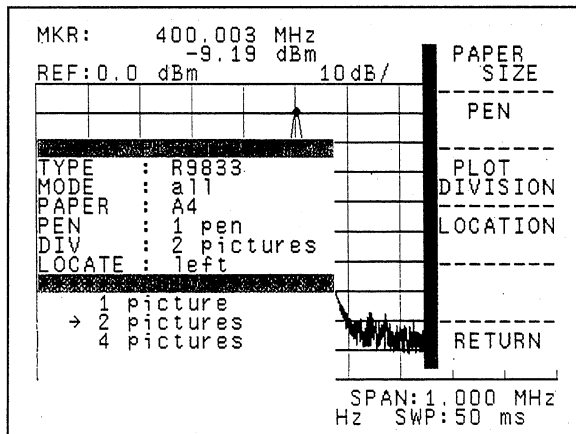 MKR: 400.003 MHz
-9.19 dBm
REF:0.0 dBm 10dB/
TYPE : R9833
MODE : all
PAPER : A4
PEN : 1 pen
DIV : 2 pictures
LOCATE : left
1 picture
→ 2 pictures
4 pictures
PAPER
SIZE
PEN
PLOT
DIVISION
LOCATION
RETURN
SPAN:1.000 MHz
Hz SWP:50 ms